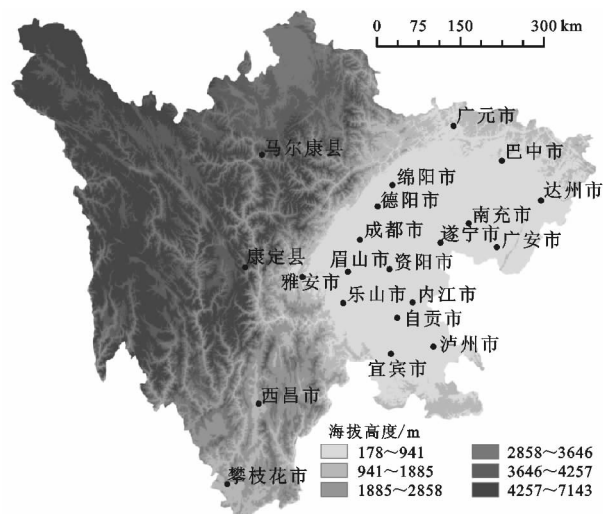 0 75 150 300 km
广元市
巴中市
马尔康县
绵阳市
达州市
德阳市
南充市
成都市
遂宁市
广安市
康定县
眉山市
资阳市
雅安市
乐山市
内江市
自贡市
泸州市
宜宾市
西昌市
攀枝花市
海拔高度/m
178～941
2858～3646
941～1885
3646～4257
1885～2858
4257～7143